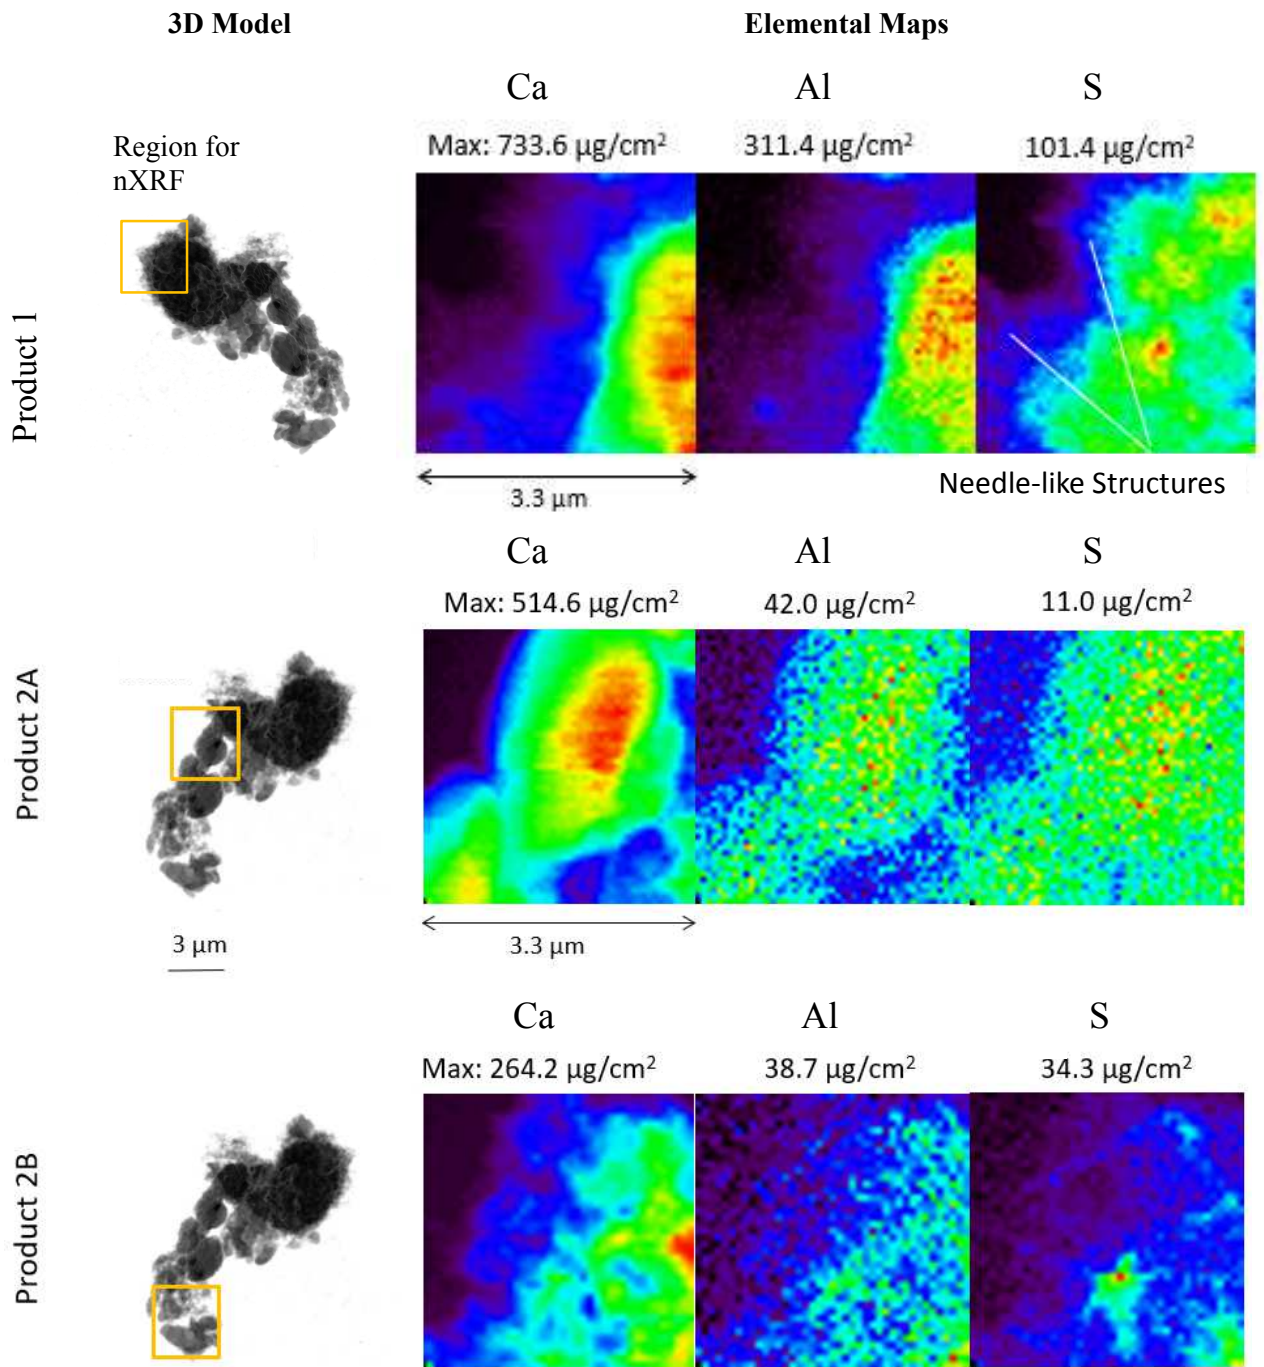 3D Model
Elemental Maps
Ca
Al
S
Region for
nXRF
Max: 733.6 µg/cm²
311.4 µg/cm²
101.4 µg/cm²
Product 1
3.3 µm
Needle-like Structures
Ca
Al
S
Max: 514.6 µg/cm²
42.0 µg/cm²
11.0 µg/cm²
Product 2A
3 µm
3.3 µm
Ca
Al
S
Max: 264.2 µg/cm²
38.7 µg/cm²
34.3 µg/cm²
Product 2B